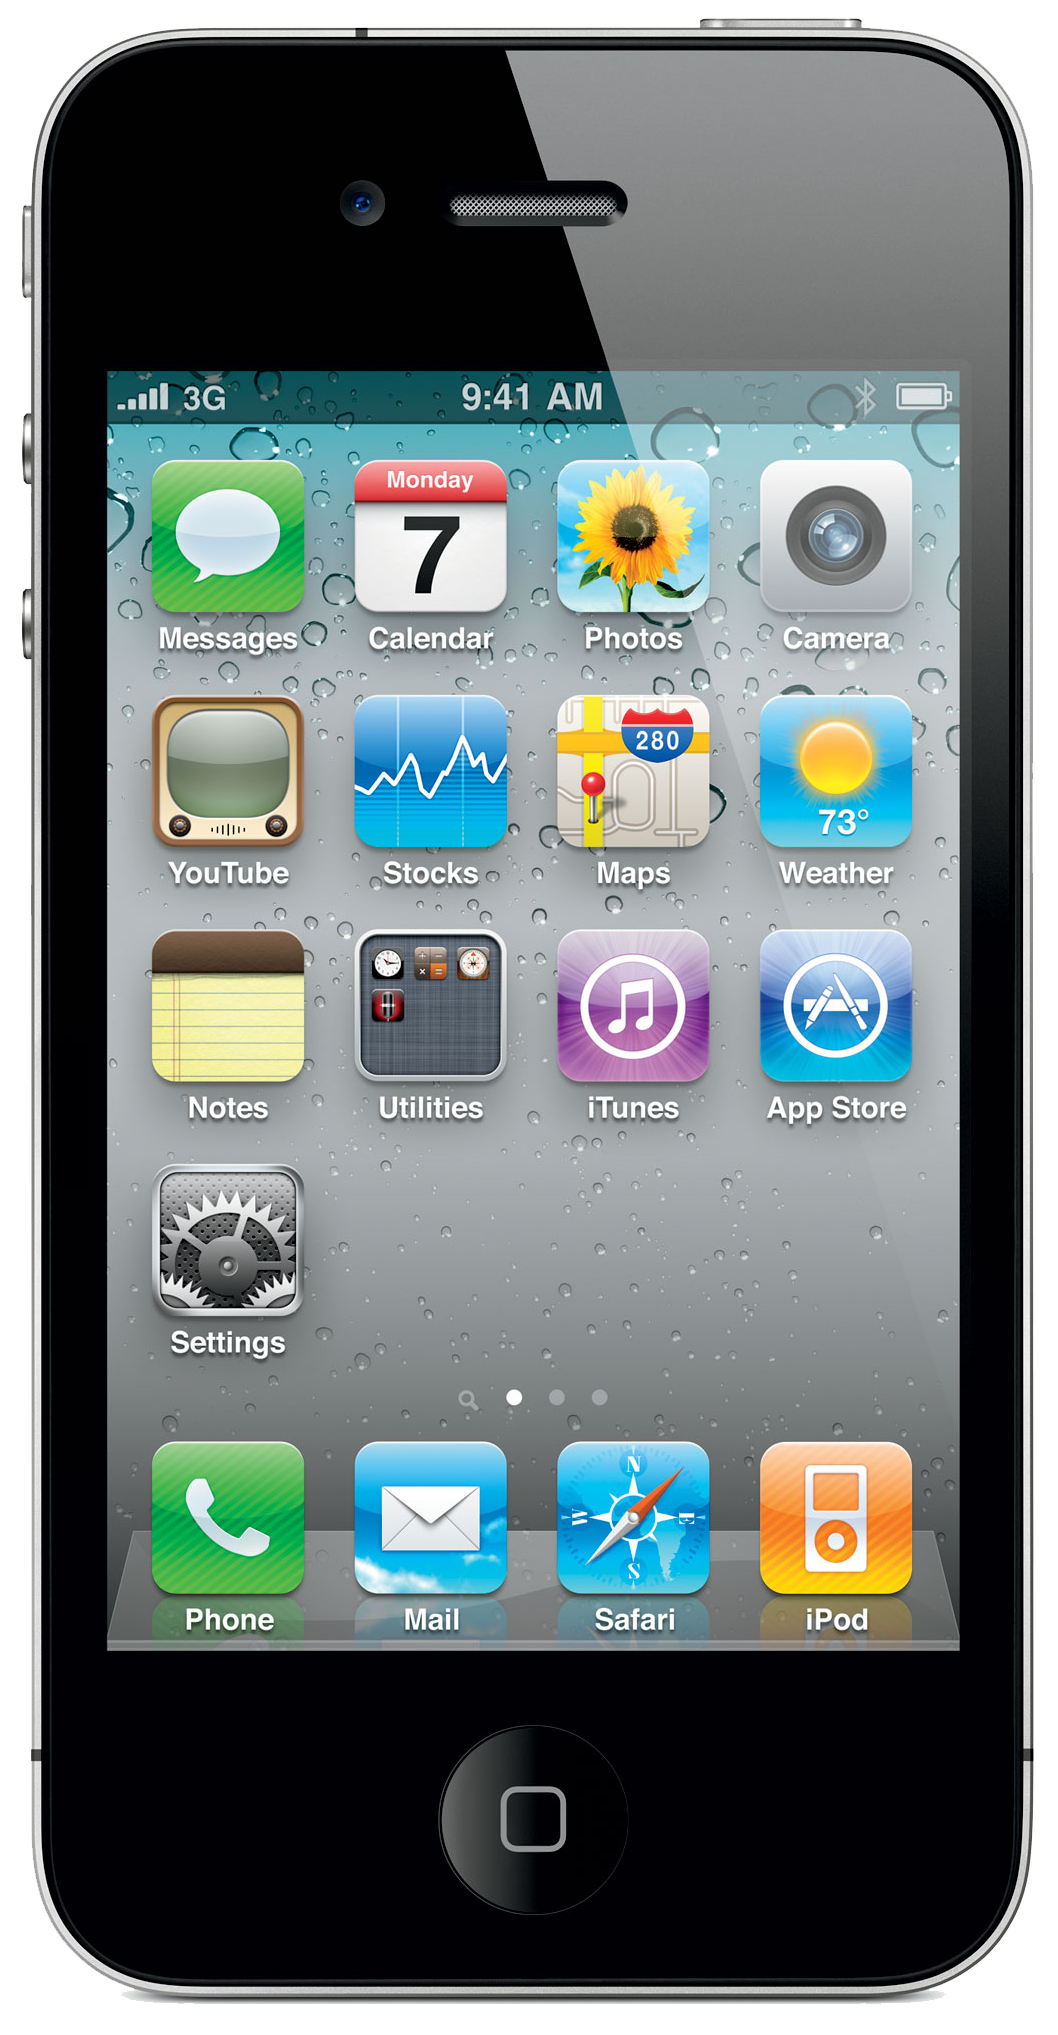 3G 9:41 AM
Monday
7
Messages Calendar Photos Camera
280
73°
YouTube Stocks Maps Weather
Notes Utilities iTunes App Store
Settings
N
W E
S
Phone Mail Safari iPod